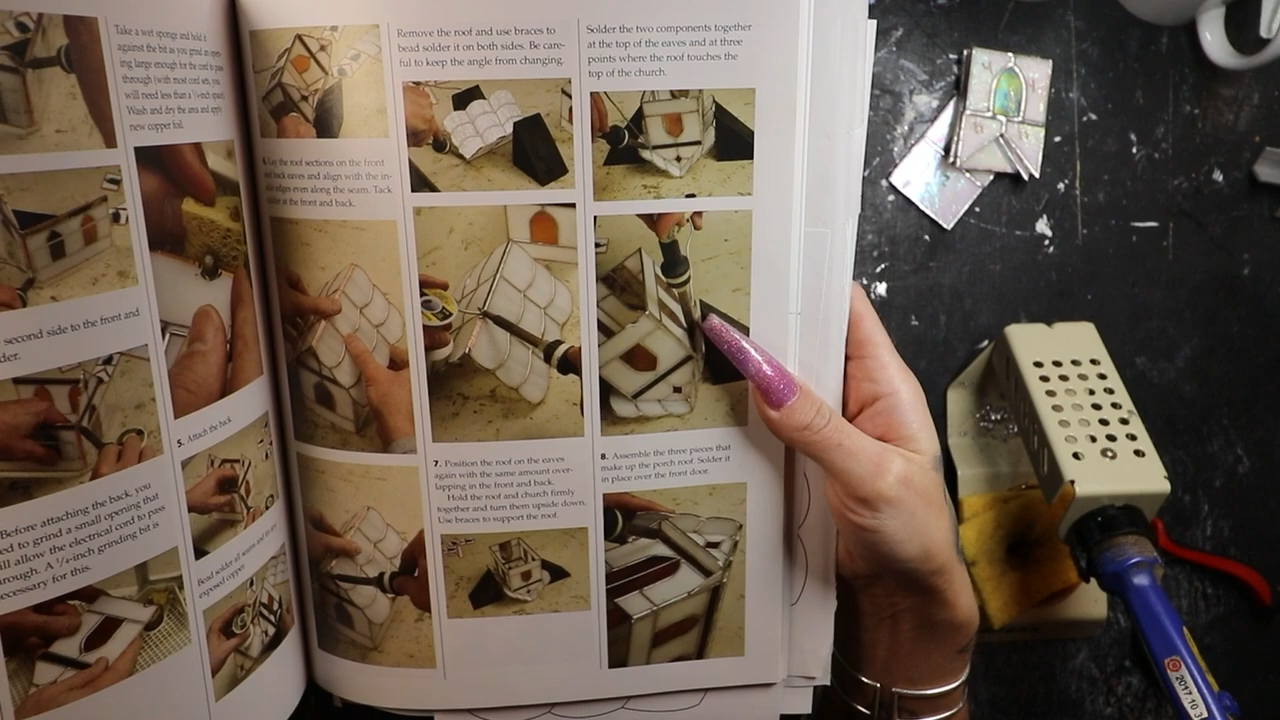 Take a wet sponge and hold it
against the bit as you grind an open-
ing large enough for the cord to pass
through (with most cord sets, you
will need less than a 1/4-inch space).
Wash and dry the area and apply
new copper foil.
second side to the front and
der.
5. Attach the back
Before attaching the back, you
ed to grind a small opening that
ill allow the electrical cord to pass
rough. A 1/4-inch grinding bit is
ecessary for this.
Bead solder all seams and
exposed copper.
6. Lay the roof sections on the front
and back eaves and align with the in-
side edges even along the seam. Tack
solder at the front and back.
Remove the roof and use braces to
bead solder it on both sides. Be care-
ful to keep the angle from changing.
7. Position the roof on the eaves
again with the same amount over-
lapping in the front and back.
Hold the roof and church firmly
together and turn them upside down.
Use braces to support the roof.
Solder the two components together
at the top of the eaves and at three
points where the roof touches the
top of the church.
8. Assemble the three pieces that
make up the porch roof. Solder it
in place over the front door.
2017.10.3